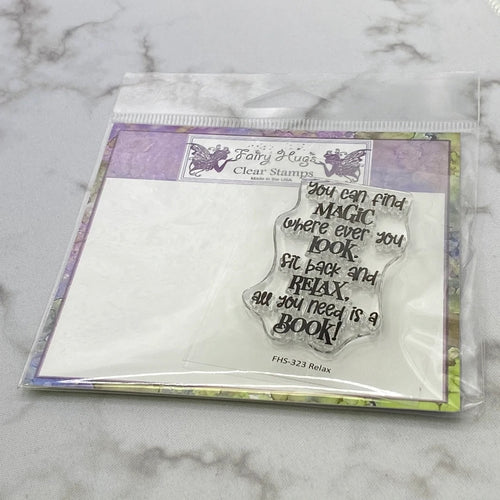 Fairy Hugs
Clear Stamps
Made in the USA
you can find
MAGIC
where ever you
LOOK.
Sit back and
RELAX,
all you need is a
BOOK!
FHS-323 Relax